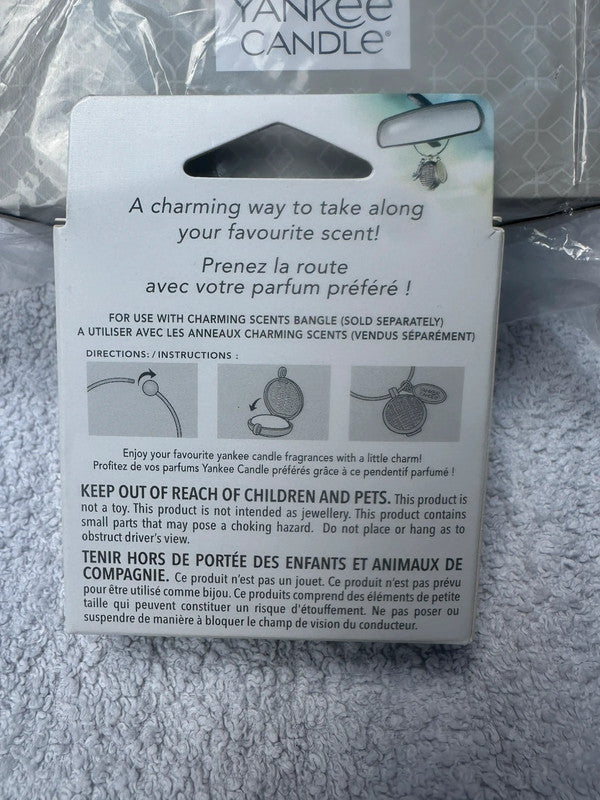 YANKEE
CANDLE®
A charming way to take along
your favourite scent!
Prenez la route
avec votre parfum préféré !
FOR USE WITH CHARMING SCENTS BANGLE (SOLD SEPARATELY)
A UTILISER AVEC LES ANNEAUX CHARMING SCENTS (VENDUS SÉPARÉMENT)
DIRECTIONS: / INSTRUCTIONS :
Enjoy your favourite yankee candle fragrances with a little charm!
Profitez de vos parfums Yankee Candle préférés grâce à ce pendentif parfumé !
KEEP OUT OF REACH OF CHILDREN AND PETS. This product is
not a toy. This product is not intended as jewellery. This product contains
small parts that may pose a choking hazard. Do not place or hang as to
obstruct driver's view.
TENIR HORS DE PORTÉE DES ENFANTS ET ANIMAUX DE
COMPAGNIE. Ce produit n'est pas un jouet. Ce produit n'est pas prévu
pour être utilisé comme bijou. Ce produits comprend des éléments de petite
taille qui peuvent constituer un risque d'étouffement. Ne pas poser ou
suspendre de manière à bloquer le champ de vision du conducteur.